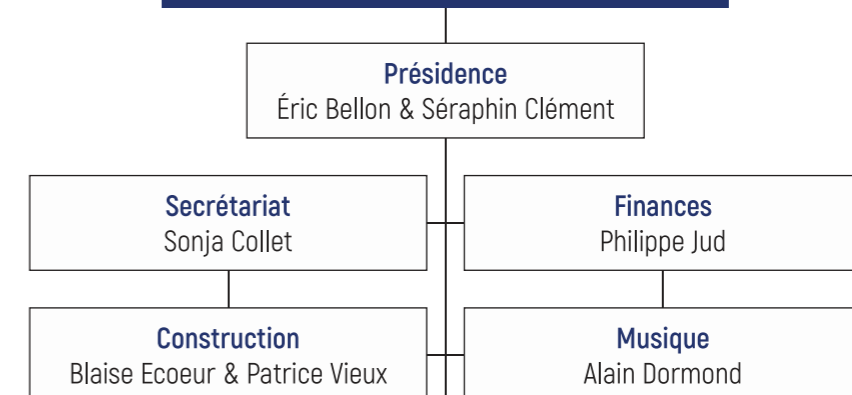 Présidence
Éric Bellon & Séraphin Clément
Secrétariat
Sonja Collet
Finances
Philippe Jud
Construction
Blaise Ecoeur & Patrice Vieux
Musique
Alain Dormond